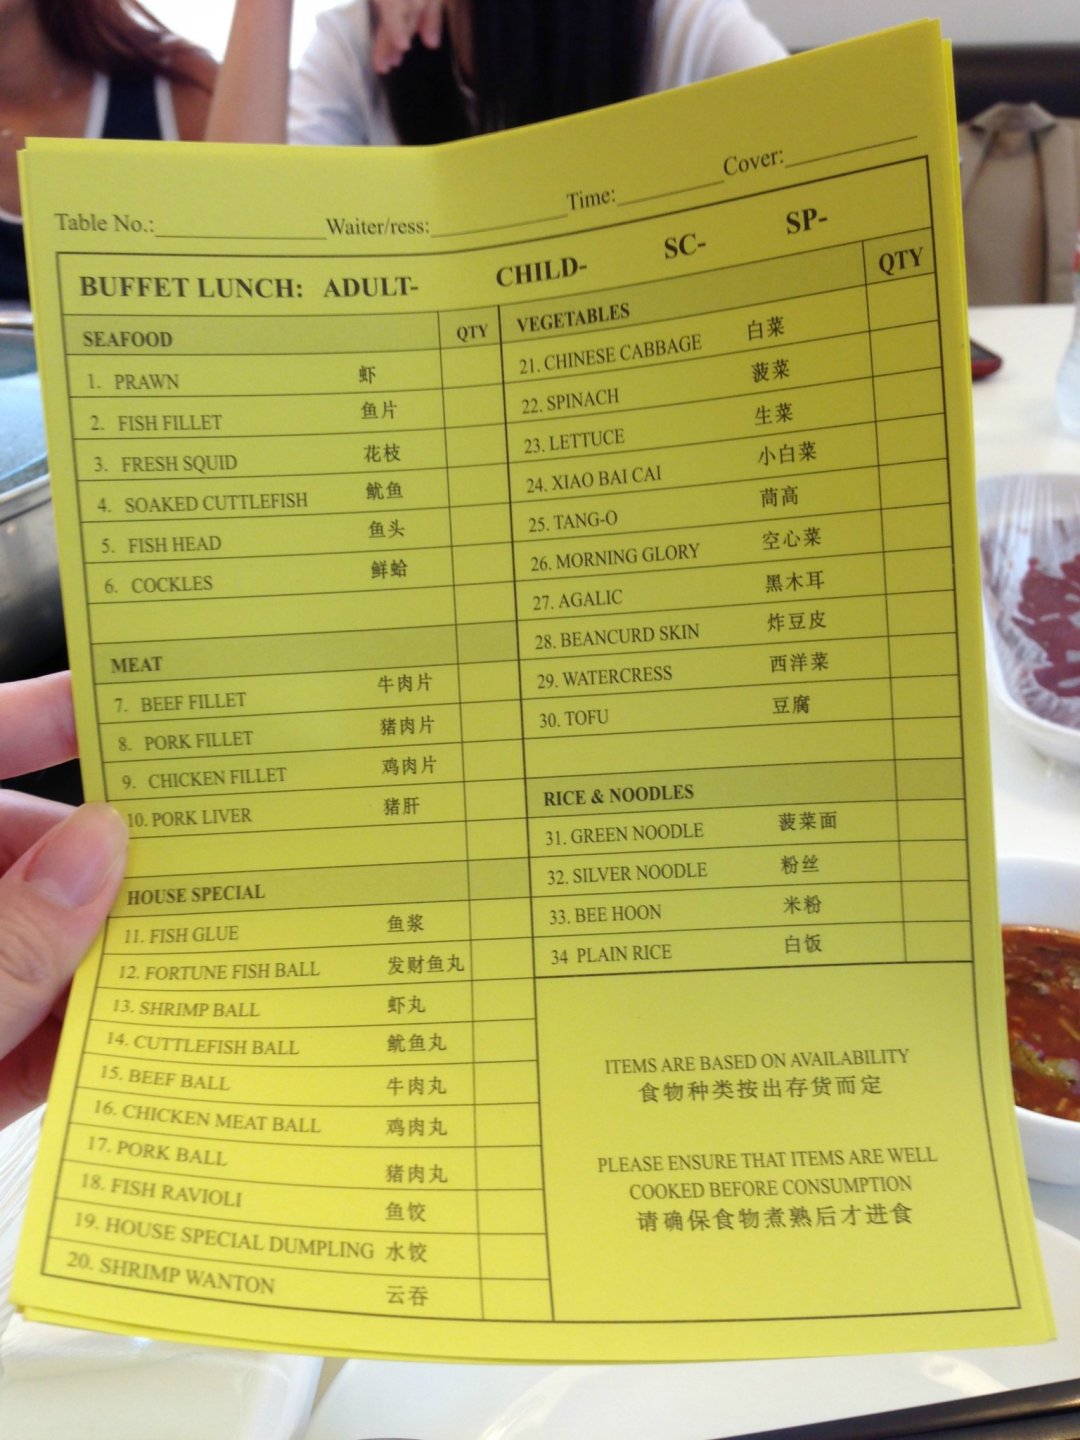 Table No.: Waiter/ress: Time: Cover:
BUFFET LUNCH: ADULT- CHILD- SC- SP-
SEAFOOD QTY
1. PRAWN 虾
2. FISH FILLET 鱼片
3. FRESH SQUID 花枝
4. SOAKED CUTTLEFISH 鱿鱼
5. FISH HEAD 鱼头
6. COCKLES 鲜蛤
MEAT
7. BEEF FILLET 牛肉片
8. PORK FILLET 猪肉片
9. CHICKEN FILLET 鸡肉片
10. PORK LIVER 猪肝
HOUSE SPECIAL
11. FISH GLUE 鱼浆
12. FORTUNE FISH BALL 发财鱼丸
13. SHRIMP BALL 虾丸
14. CUTTLEFISH BALL 鱿鱼丸
15. BEEF BALL 牛肉丸
16. CHICKEN MEAT BALL 鸡肉丸
17. PORK BALL 猪肉丸
18. FISH RAVIOLI 鱼饺
19. HOUSE SPECIAL DUMPLING 水饺
20. SHRIMP WANTON 云吞
VEGETABLES QTY
21. CHINESE CABBAGE 白菜
22. SPINACH 菠菜
23. LETTUCE 生菜
24. XIAO BAI CAI 小白菜
25. TANG-O 茼高
26. MORNING GLORY 空心菜
27. AGALIC 黑木耳
28. BEANCURD SKIN 炸豆皮
29. WATERCRESS 西洋菜
30. TOFU 豆腐
RICE & NOODLES
31. GREEN NOODLE 菠菜面
32. SILVER NOODLE 粉丝
33. BEE HOON 米粉
34 PLAIN RICE 白饭
ITEMS ARE BASED ON AVAILABILITY
食物种类按出存货而定
PLEASE ENSURE THAT ITEMS ARE WELL
COOKED BEFORE CONSUMPTION
请确保食物煮熟后才进食